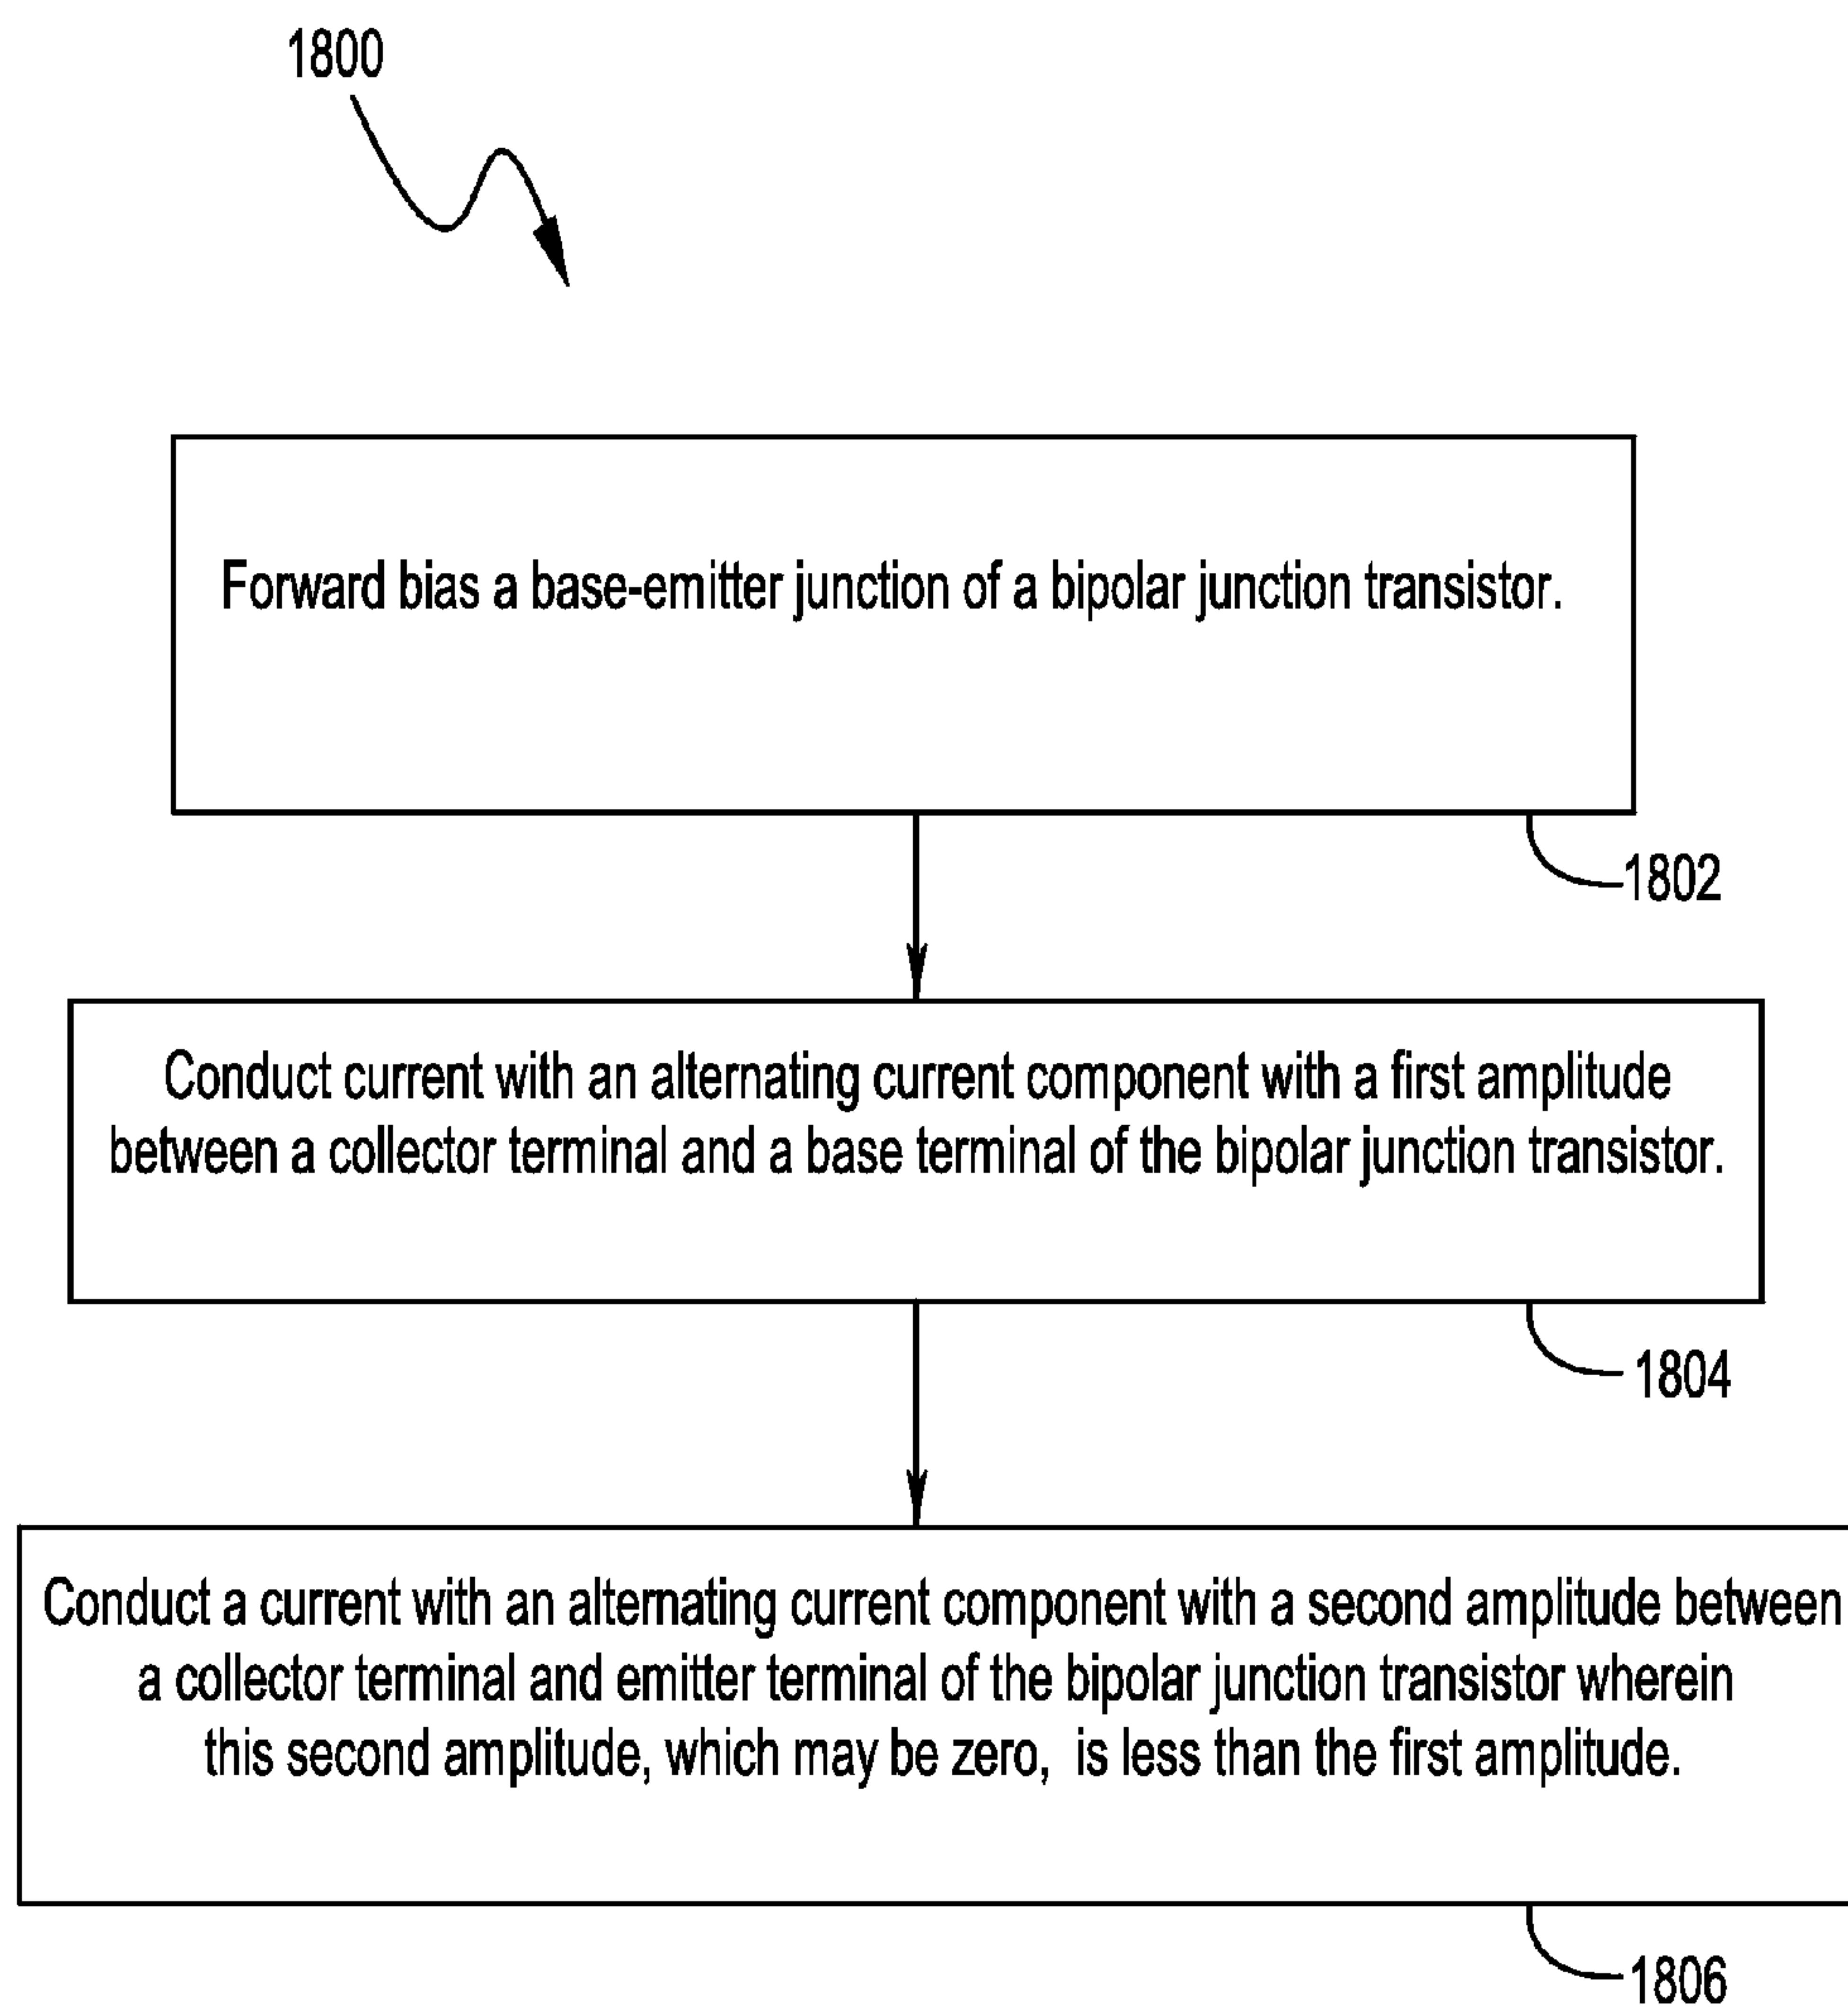 1800
Forward bias a base-emitter junction of a bipolar junction transistor.
1802
Conduct current with an alternating current component with a first amplitude
between a collector terminal and a base terminal of the bipolar junction transistor.
1804
Conduct a current with an alternating current component with a second amplitude between
a collector terminal and emitter terminal of the bipolar junction transistor wherein
this second amplitude, which may be zero, is less than the first amplitude.
1806